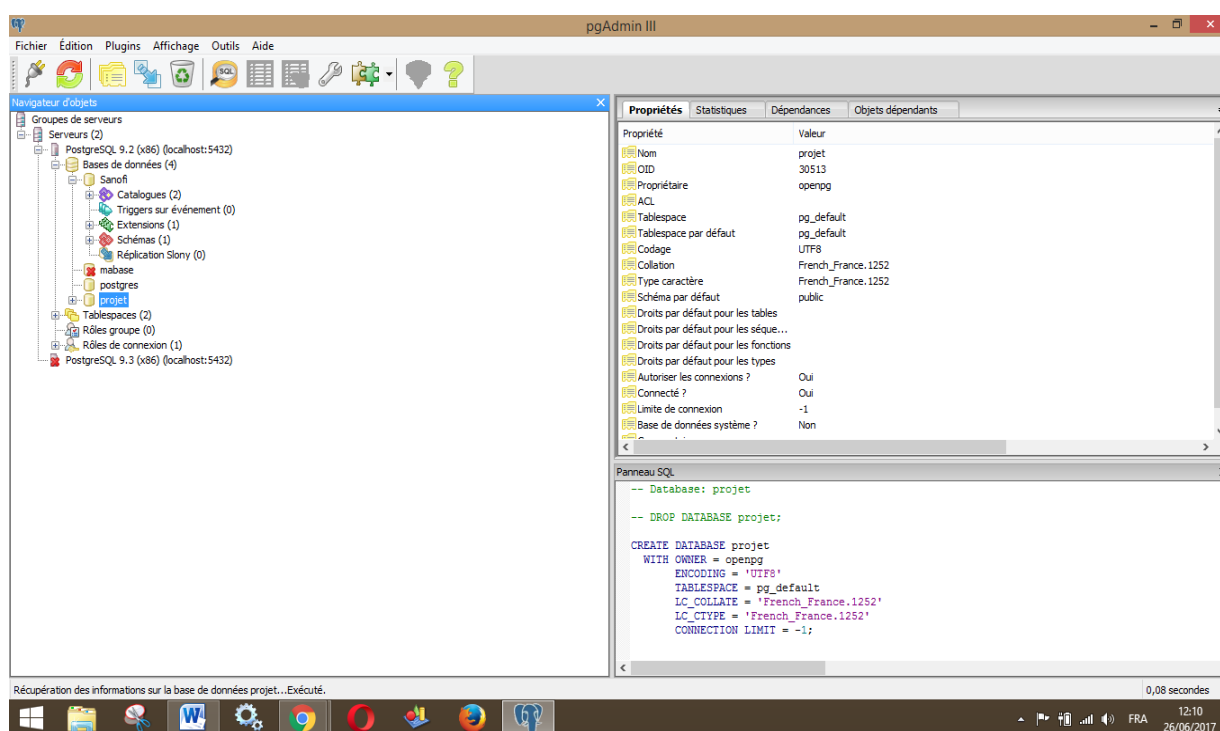 pgAdmin III
Fichier Édition Plugins Affichage Outils Aide
SQL
Navigateur d'objets
Groupes de serveurs
Serveurs (2)
PostgreSQL 9.2 (x86) (localhost:5432)
Bases de données (4)
Sanofi
Catalogues (2)
Triggers sur événement (0)
Extensions (1)
Schémas (1)
Réplication Slony (0)
mabase
postgres
projet
Tablespaces (2)
Rôles groupe (0)
Rôles de connexion (1)
PostgreSQL 9.3 (x86) (localhost:5432)
Propriétés Statistiques Dépendances Objets dépendants
Propriété Valeur
Nom projet
OID 30513
Propriétaire openpg
ACL
Tablespace pg_default
Tablespace par défaut pg_default
Codage UTF8
Collation French_France.1252
Type caractère French_France.1252
Schéma par défaut public
Droits par défaut pour les tables
Droits par défaut pour les séque...
Droits par défaut pour les fonctions
Droits par défaut pour les types
Autoriser les connexions ? Oui
Connecté ? Oui
Limite de connexion -1
Base de données système ? Non
Panneau SQL
-- Database: projet
-- DROP DATABASE projet;
CREATE DATABASE projet
WITH OWNER = openpg
ENCODING = 'UTF8'
TABLESPACE = pg_default
LC_COLLATE = 'French_France.1252'
LC_CTYPE = 'French_France.1252'
CONNECTION LIMIT = -1;
Récupération des informations sur la base de données projet...Exécuté. 0,08 secondes
FRA 12:10
26/06/2017